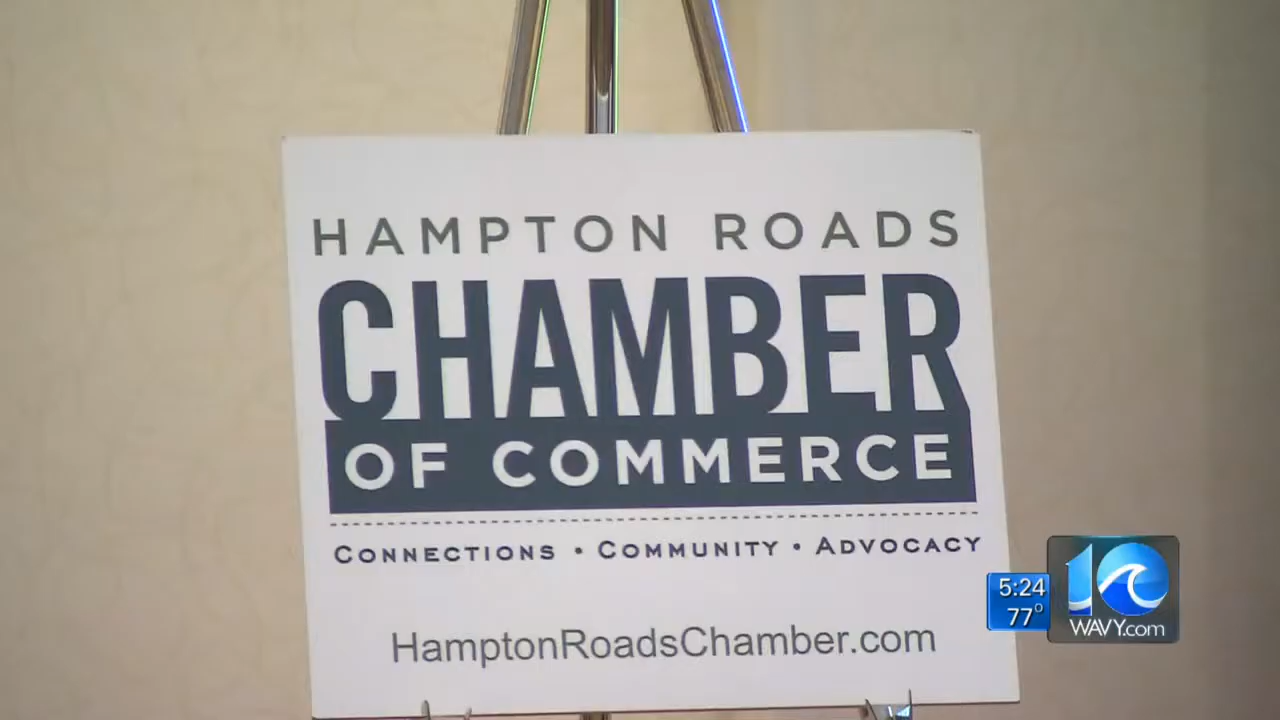 HAMPTON ROADS
CHAMBER
OF COMMERCE
CONNECTIONS • COMMUNITY • ADVOCACY
HamptonRoadsChamber.com
5:24
77°
10
WAVY.com